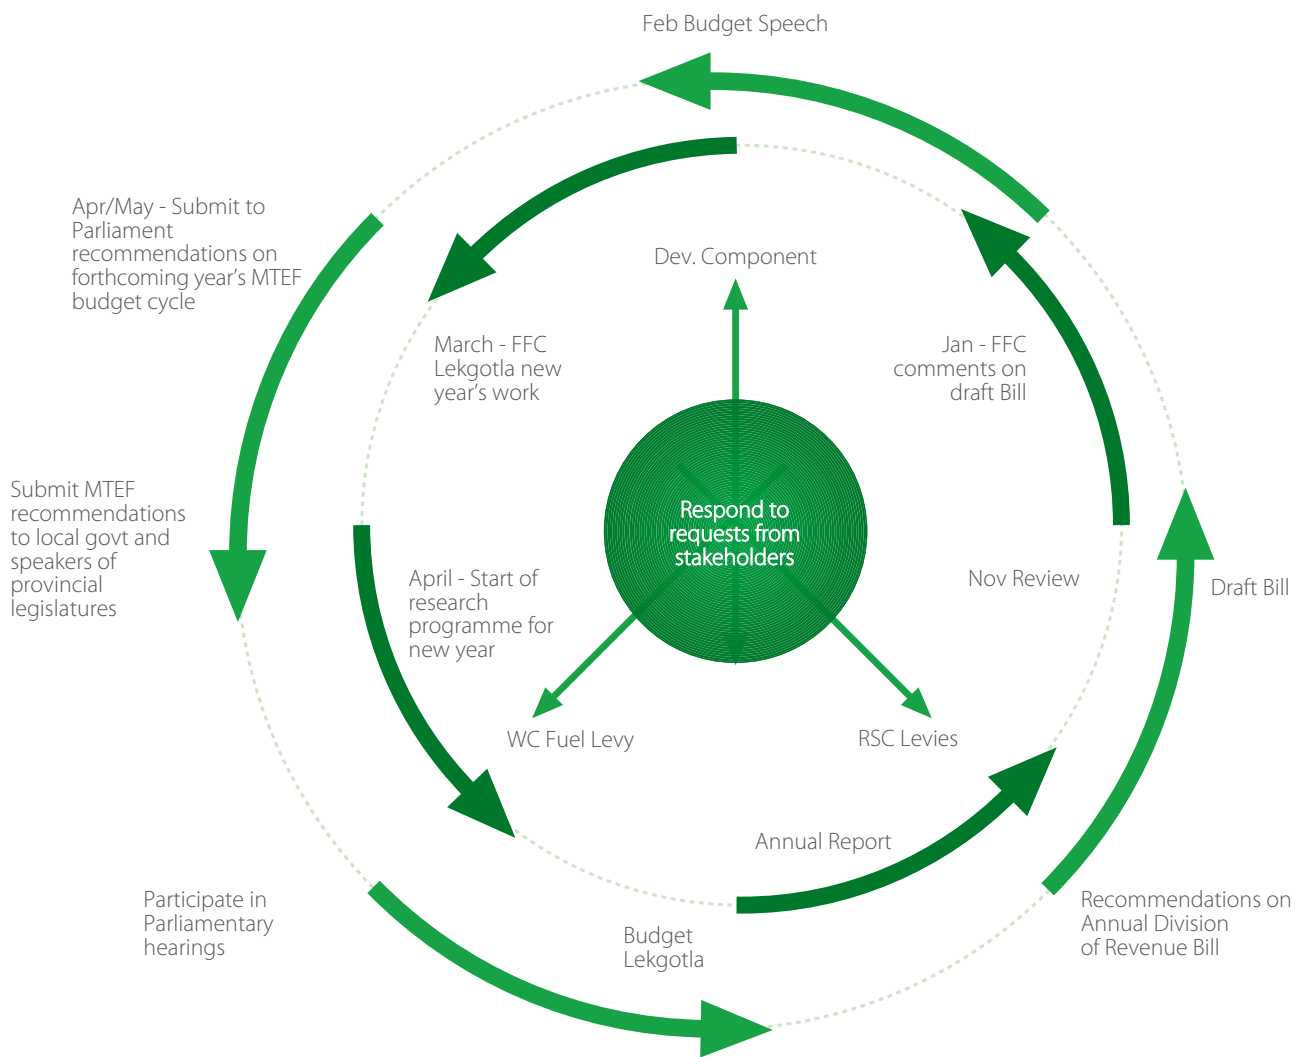 Feb Budget Speech
Apr/May - Submit to
Parliament
recommendations on
forthcoming year's MTEF
budget cycle
Dev. Component
March - FFC
Lekgotla new
year's work
Jan - FFC
comments on
draft Bill
Submit MTEF
recommendations
to local govt and
speakers of
provincial
legislatures
Respond to
requests from
stakeholders
April - Start of
research
programme for
new year
Nov Review
Draft Bill
WC Fuel Levy
RSC Levies
Annual Report
Participate in
Parliamentary
hearings
Budget
Lekgotla
Recommendations on
Annual Division
of Revenue Bill